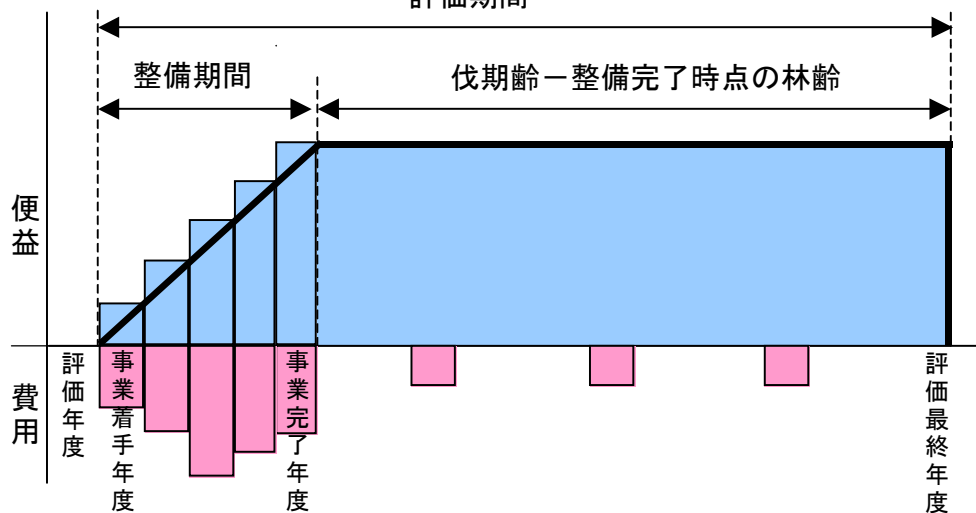 評価期間
整備期間
伐期齢－整備完了時点の林齢
便益
費用
評価年度
事業着手年度
事業完了年度
評価最終年度